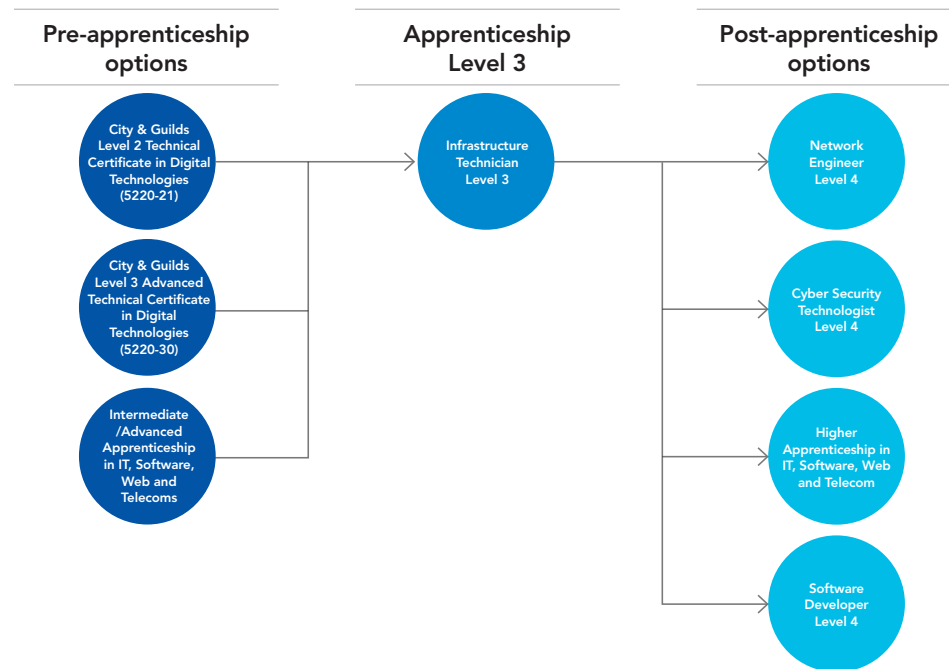 Pre-apprenticeship
options
Apprenticeship
Level 3
Post-apprenticeship
options
City & Guilds
Level 2 Technical
Certificate in Digital
Technologies
(5220-21)
City & Guilds
Level 3 Advanced
Technical Certificate
in Digital
Technologies
(5220-30)
Intermediate
/Advanced
Apprenticeship
in IT, Software,
Web and
Telecoms
Infrastructure
Technician
Level 3
Network
Engineer
Level 4
Cyber Security
Technologist
Level 4
Higher
Apprenticeship in
IT, Software, Web
and Telecom
Software
Developer
Level 4